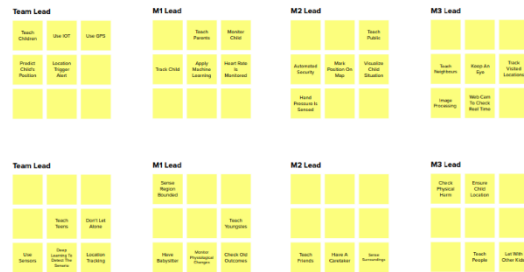 Team Lead
Teach
Children
Use IOT
Use GPS
Predict
Child's
Position
Location
Trigger
Alert
M1 Lead
Teach
Parents
Monitor
Child
Track Child
Apply
Machine
Learning
Heart Rate
is
Monitored
M2 Lead
Teach
Public
Automated
Security
Mark
Position On
Map
Visualize
Child
Situation
Hand
Pressure Is
Sensed
M3 Lead
Teach
Neighbours
Keep An
Eye
Track
Visited
Locations
Image
Processing
Web Cam
To Check
Real Time
Team Lead
Teach
Teens
Don't Let
Alone
Use
Sensors
Deep
Learning To
Detect The
Sensors
Location
Tracking
M1 Lead
Sense
Region
Bounded
Teach
Youngster
Have
Babysitter
Monitor
Physiological
Changes
Check Old
Outcomes
M2 Lead
Teach
Friends
Have A
Caretaker
Sense
Surroundings
M3 Lead
Check
Physical
Harm
Ensure
Child
Location
Teach
People
Let With
Other Kids